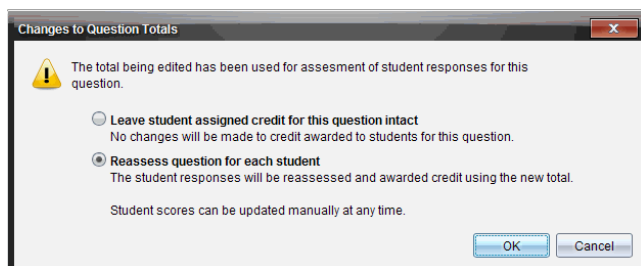 Changes to Question Totals
The total being edited has been used for assesment of student responses for this
question.
Leave student assigned credit for this question intact
No changes will be made to credit awarded to students for this question.
Reassess question for each student
The student responses will be reassessed and awarded credit using the new total.
Student scores can be updated manually at any time.
OK Cancel